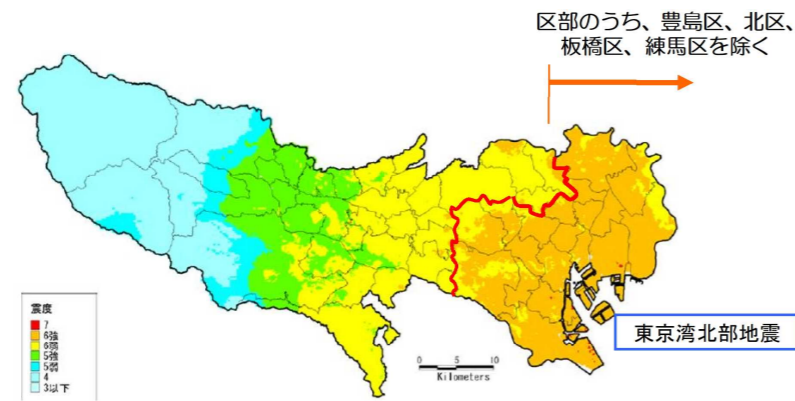 区部のうち、豊島区、北区、
板橋区、練馬区を除く
東京湾北部地震
震度
7
6強
6弱
5強
5弱
4
3以下
0 5 10
Kilometers